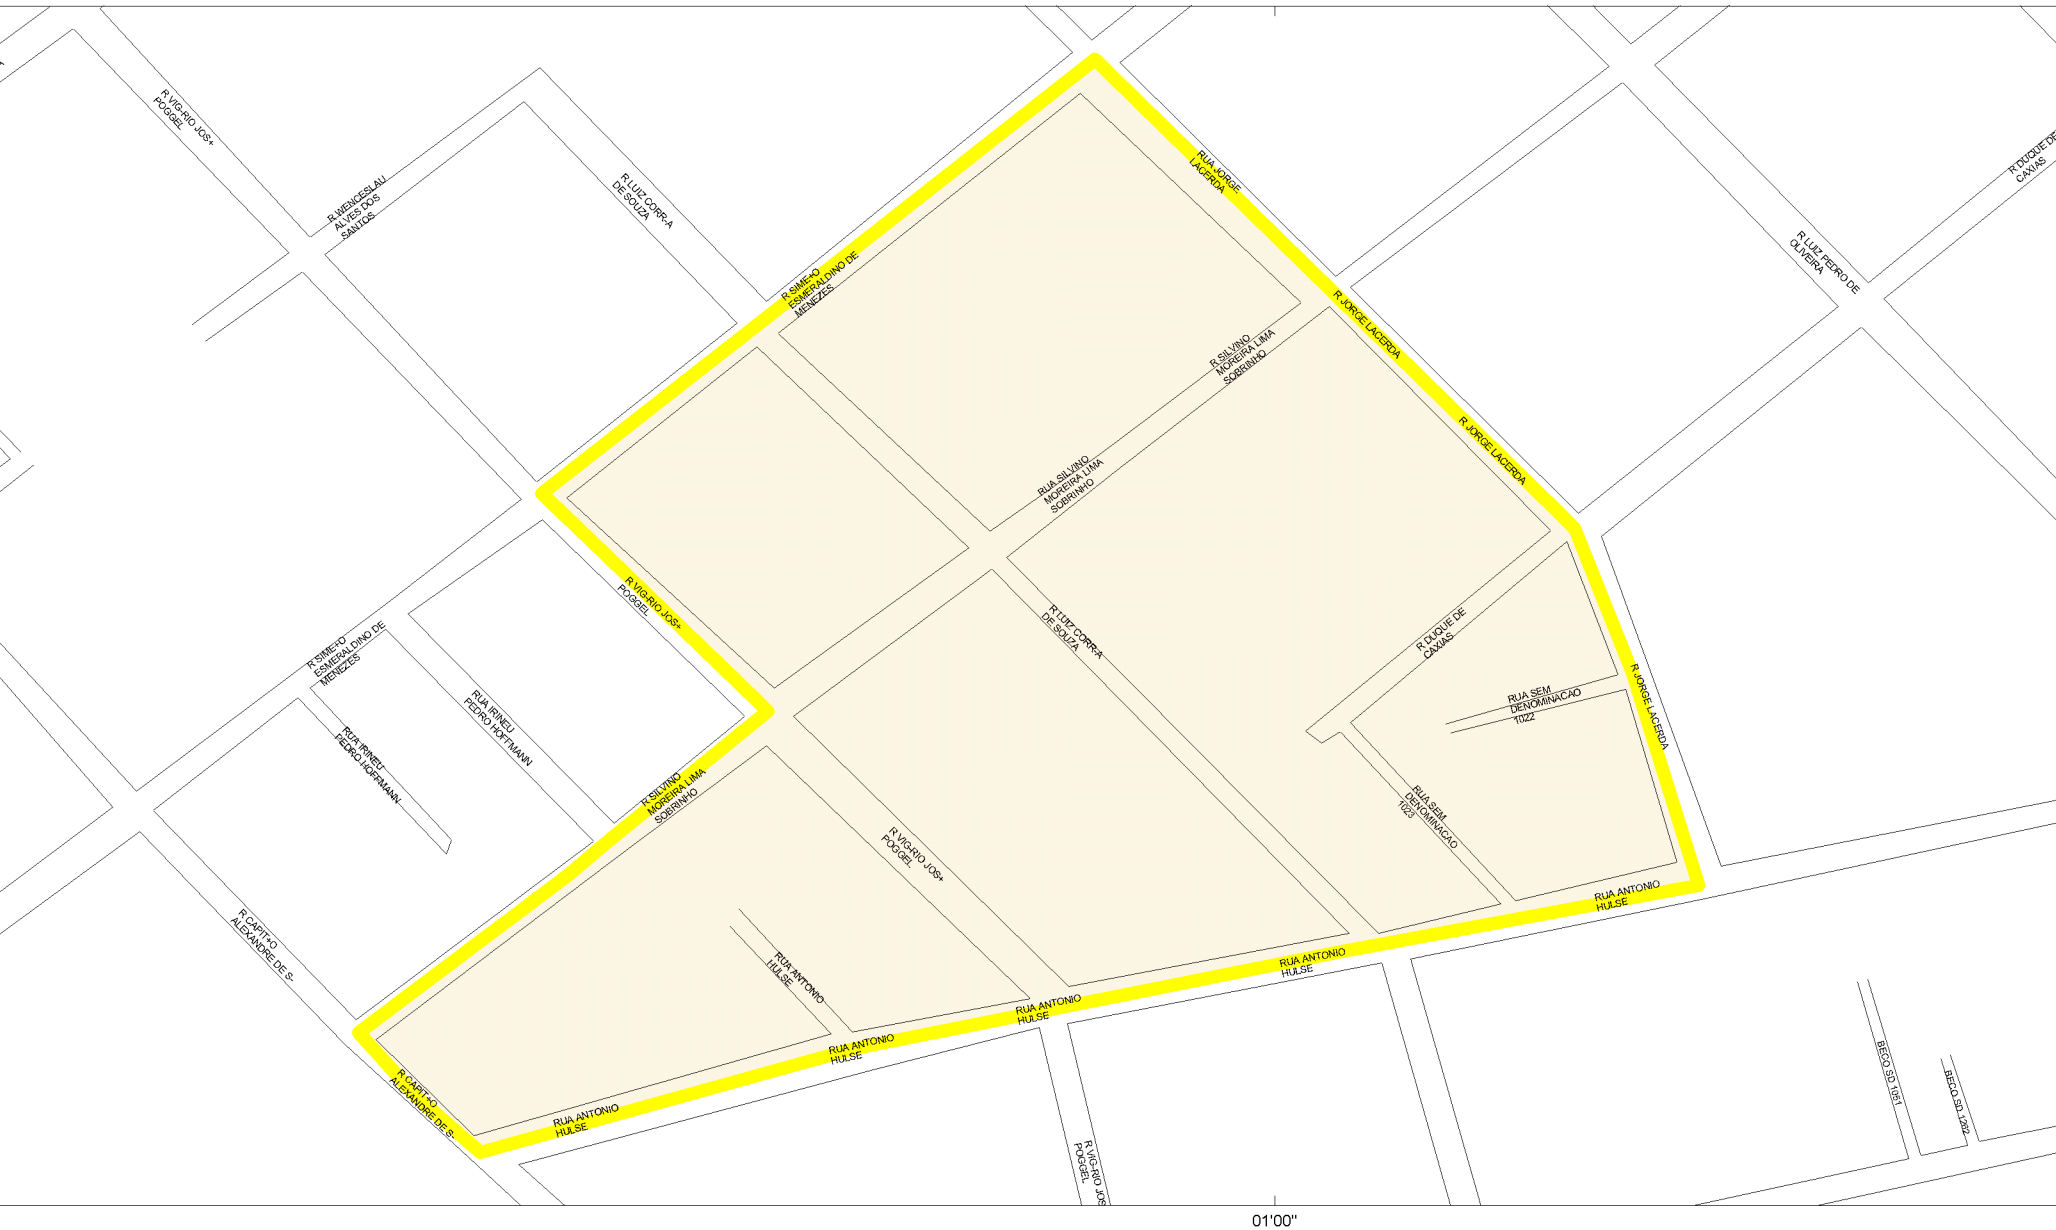 R VIG-RIO JOS+
POGGEL
R WENCESLAU
ALVES DOS
SANTOS
R LUIZ CORR-A
DE SOUZA
RUA JORGE
LACERDA
R DUQUE DE
CAXIAS
R LUIZ PEDRO DE
OLIVEIRA
R SIME+O
ESMERALDINO DE
MENEZES
R JORGE LACERDA
R SILVINO
MOREIRA LIMA
SOBRINHO
R JORGE LACERDA
RUA SILVINO
MOREIRA LIMA
SOBRINHO
R VIG-RIO JOS+
POGGEL
R LUIZ CORR-A
DE SOUZA
R DUQUE DE
CAXIAS
R SIME+O
ESMERALDINO DE
MENEZES
RUA IRINEU
PEDRO HOFFMANN
RUA IRINEU
PEDRO HOFFMANN
RUA SEM
DENOMINACAO
1022
R JORGE LACERDA
R SILVINO
MOREIRA LIMA
SOBRINHO
RUA SEM
DENOMINACAO
1023
R VIG-RIO JOS+
POGGEL
R CAPIT+O
ALEXANDRE DE S-
RUA ANTONIO
HULSE
RUA ANTONIO
HULSE
RUA ANTONIO
HULSE
RUA ANTONIO
HULSE
RUA ANTONIO
HULSE
R CAPIT+O
ALEXANDRE DE S-
RUA ANTONIO
HULSE
BECO SD 1051
BECO SD 1262
R VIG-RIO JOS
POGGEL
01'00"